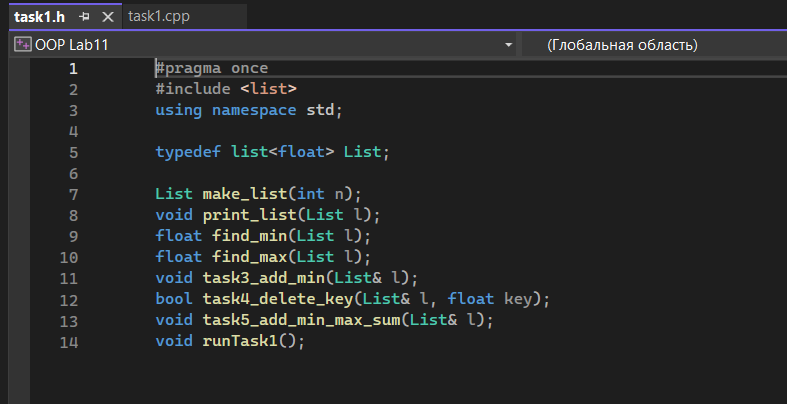 task1.h task1.cpp
OOP Lab11 (Глобальная область)
1 #pragma once
2 #include <list>
3 using namespace std;
4
5 typedef list<float> List;
6
7 List make_list(int n);
8 void print_list(List l);
9 float find_min(List l);
10 float find_max(List l);
11 void task3_add_min(List& l);
12 bool task4_delete_key(List& l, float key);
13 void task5_add_min_max_sum(List& l);
14 void runTask1();